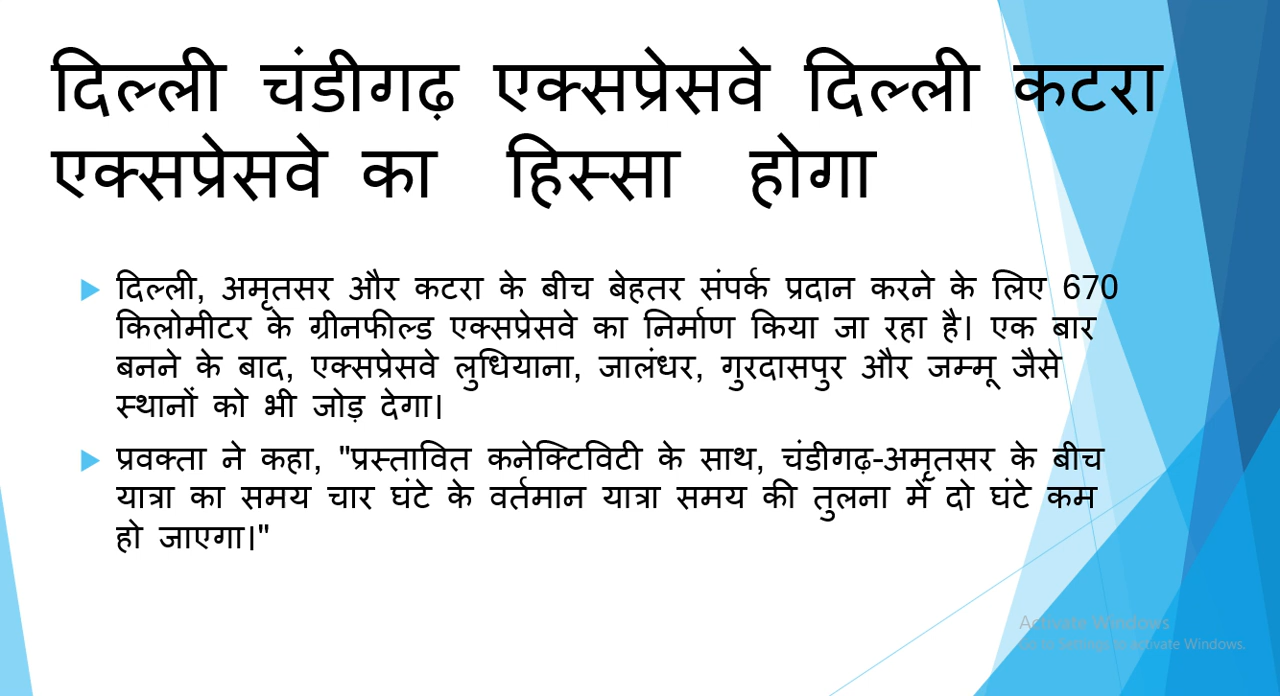 दिल्ली चंडीगढ़ एक्सप्रेसवे दिल्ली कटरा
एक्सप्रेसवे का हिस्सा होगा
दिल्ली, अमृतसर और कटरा के बीच बेहतर संपर्क प्रदान करने के लिए 670
किलोमीटर के ग्रीनफील्ड एक्सप्रेसवे का निर्माण किया जा रहा है। एक बार
बनने के बाद, एक्सप्रेसवे लुधियाना, जालंधर, गुरदासपुर और जम्मू जैसे
स्थानों को भी जोड़ देगा।
प्रवक्ता ने कहा, "प्रस्तावित कनेक्टिविटी के साथ, चंडीगढ़-अमृतसर के बीच
यात्रा का समय चार घंटे के वर्तमान यात्रा समय की तुलना में दो घंटे कम
हो जाएगा।"
Activate Windows
Go to Settings to activate Windows.